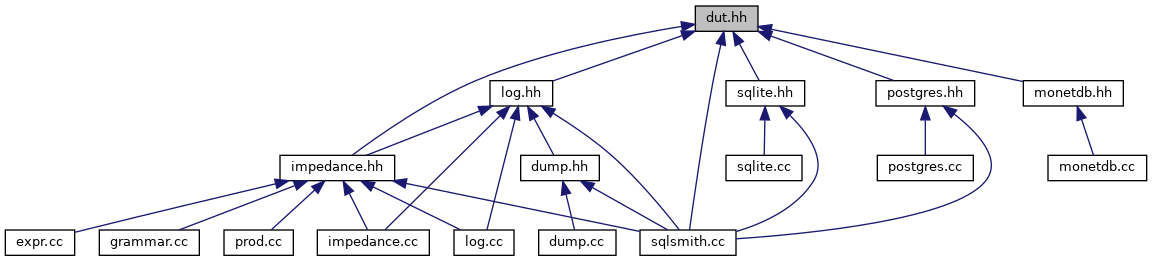 dut.hh
log.hh
sqlite.hh
postgres.hh
monetdb.hh
impedance.hh
dump.hh
sqlite.cc
postgres.cc
monetdb.cc
expr.cc
grammar.cc
prod.cc
impedance.cc
log.cc
dump.cc
sqlsmith.cc